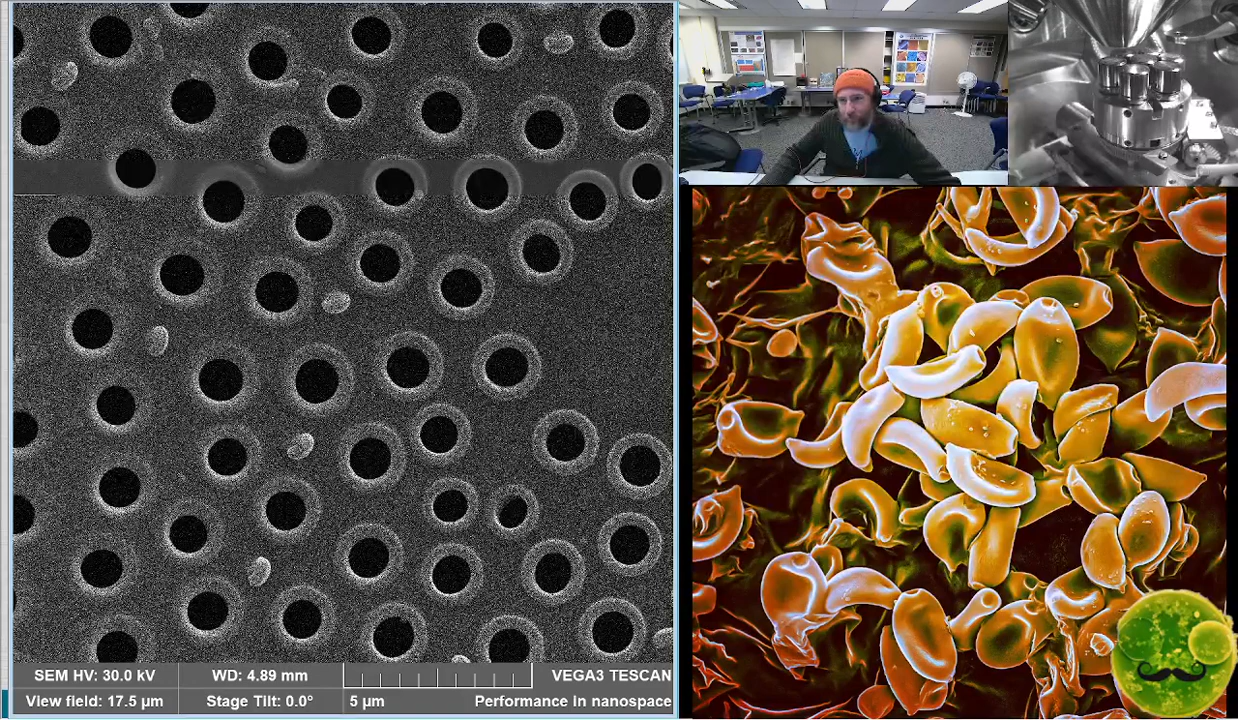 SEM HV: 30.0 kV WD: 4.89 mm VEGA3 TESCAN
View field: 17.5 µm Stage Tilt: 0.0° 5 µm Performance in nanospace